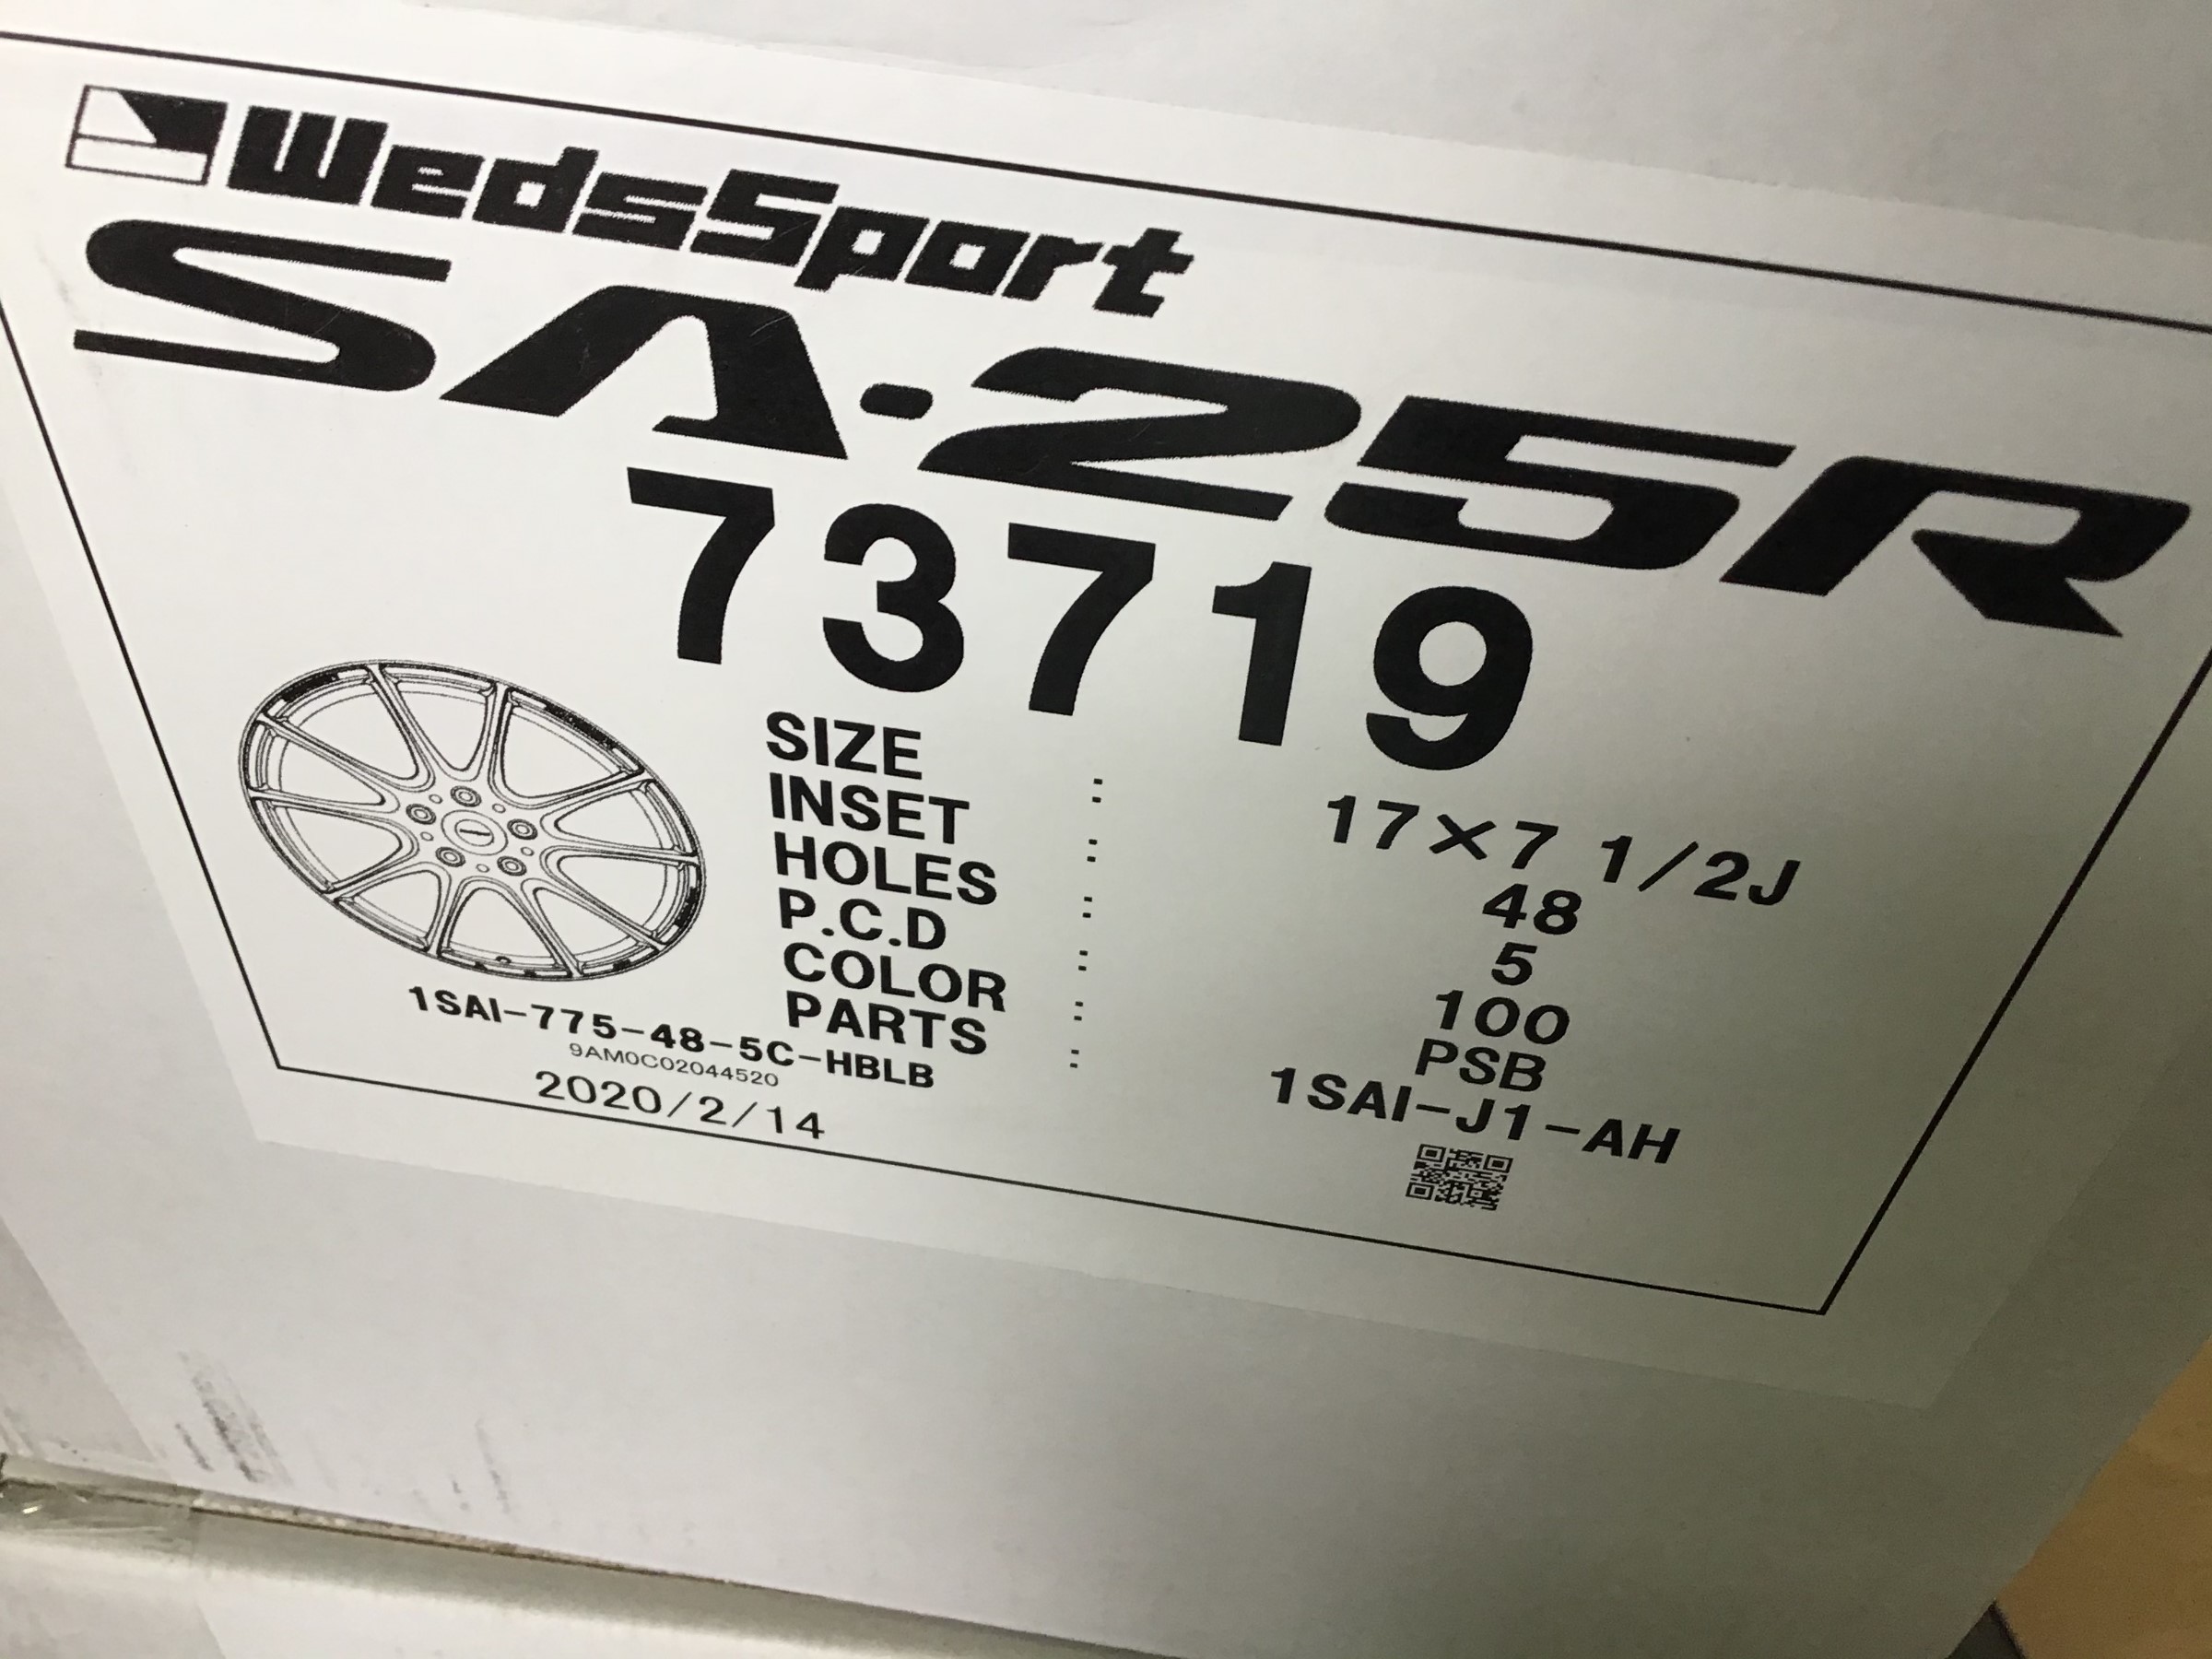 WedsSport
SA-25R
73719
SIZE : 17×7 1/2J
INSET : 48
HOLES : 5
P.C.D : 100
COLOR : PSB
PARTS : 1SAI-J1-AH
1SAI-775-48-5C-HBLB
9AM0C02044520
2020/2/14